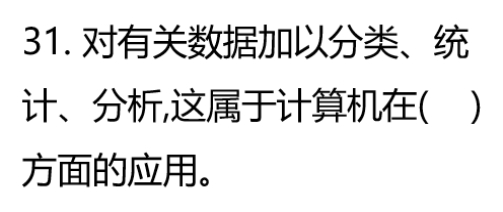 31. 对有关数据加以分类、统
计、分析,这属于计算机在(    )
方面的应用。